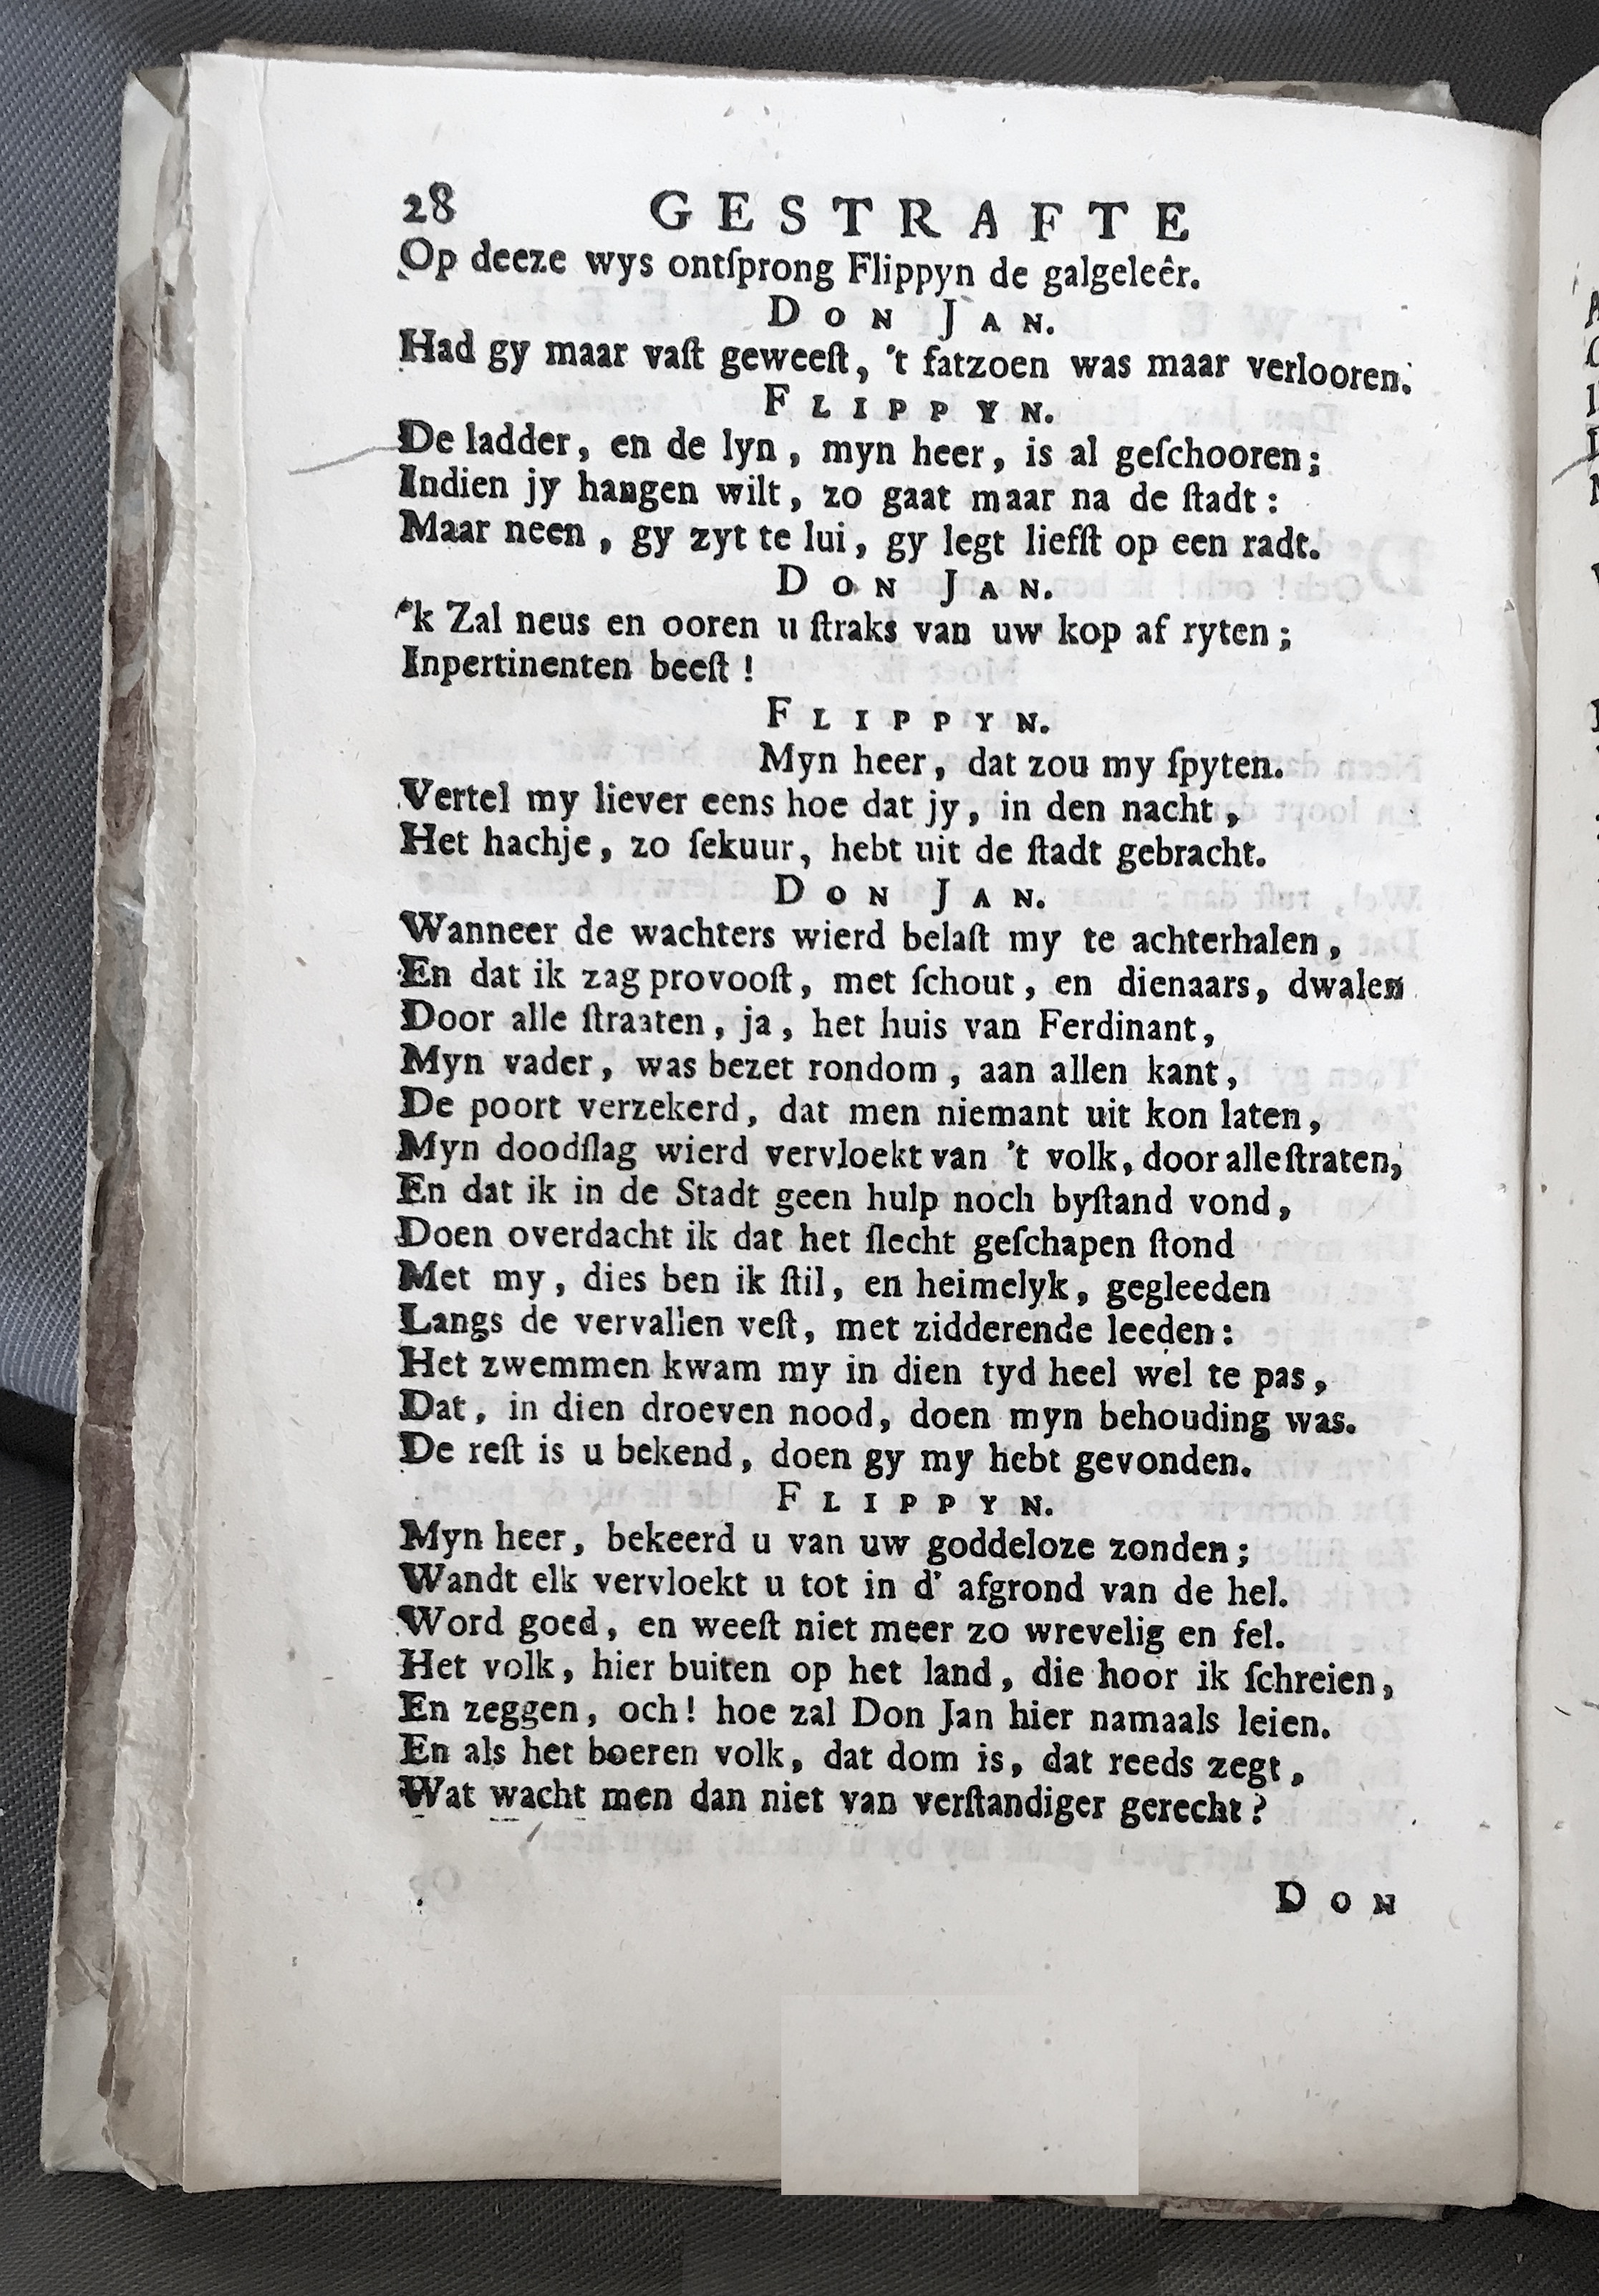 28 GESTRAFTE
Op deeze wys ontſprong Flippyn de galgeleêr.
DON JAN.
Had gy maar vaſt geweeſt, 't fatzoen was maar verlooren.
FLIPPYN.
De ladder, en de lyn, myn heer, is al geſchooren;
Indien jy hangen wilt, zo gaat maar na de ſtadt:
Maar neen, gy zyt te lui, gy legt liefſt op een radt.
DON JAN.
'k Zal neus en ooren u ſtraks van uw kop af ryten;
Inpertinenten beeſt!
FLIPPYN.
Myn heer, dat zou my ſpyten.
Vertel my liever eens hoe dat jy, in den nacht,
Het hachje, zo ſekuur, hebt uit de ſtadt gebracht.
DON JAN.
Wanneer de wachters wierd belaſt my te achterhalen,
En dat ik zag provooſt, met ſchout, en dienaars, dwalen
Door alle ſtraaten, ja, het huis van Ferdinant,
Myn vader, was bezet rondom, aan allen kant,
De poort verzekerd, dat men niemant uit kon laten,
Myn doodſlag wierd vervloekt van 't volk, door alle ſtraten,
En dat ik in de Stadt geen hulp noch byſtand vond,
Doen overdacht ik dat het ſlecht geſchapen ſtond
Met my, dies ben ik ſtil, en heimelyk, gegleeden
Langs de vervallen veſt, met zidderende leeden:
Het zwemmen kwam my in dien tyd heel wel te pas,
Dat, in dien droeven nood, doen myn behouding was.
De reſt is u bekend, doen gy my hebt gevonden.
FLIPPYN.
Myn heer, bekeerd u van uw goddeloze zonden;
Wandt elk vervloekt u tot in d' afgrond van de hel.
Word goed, en weeſt niet meer zo wrevelig en fel.
Het volk, hier buiten op het land, die hoor ik ſchreien,
En zeggen, och! hoe zal Don Jan hier namaals leien.
En als het boeren volk, dat dom is, dat reeds zegt,
Wat wacht men dan niet van verſtandiger gerecht?
DON